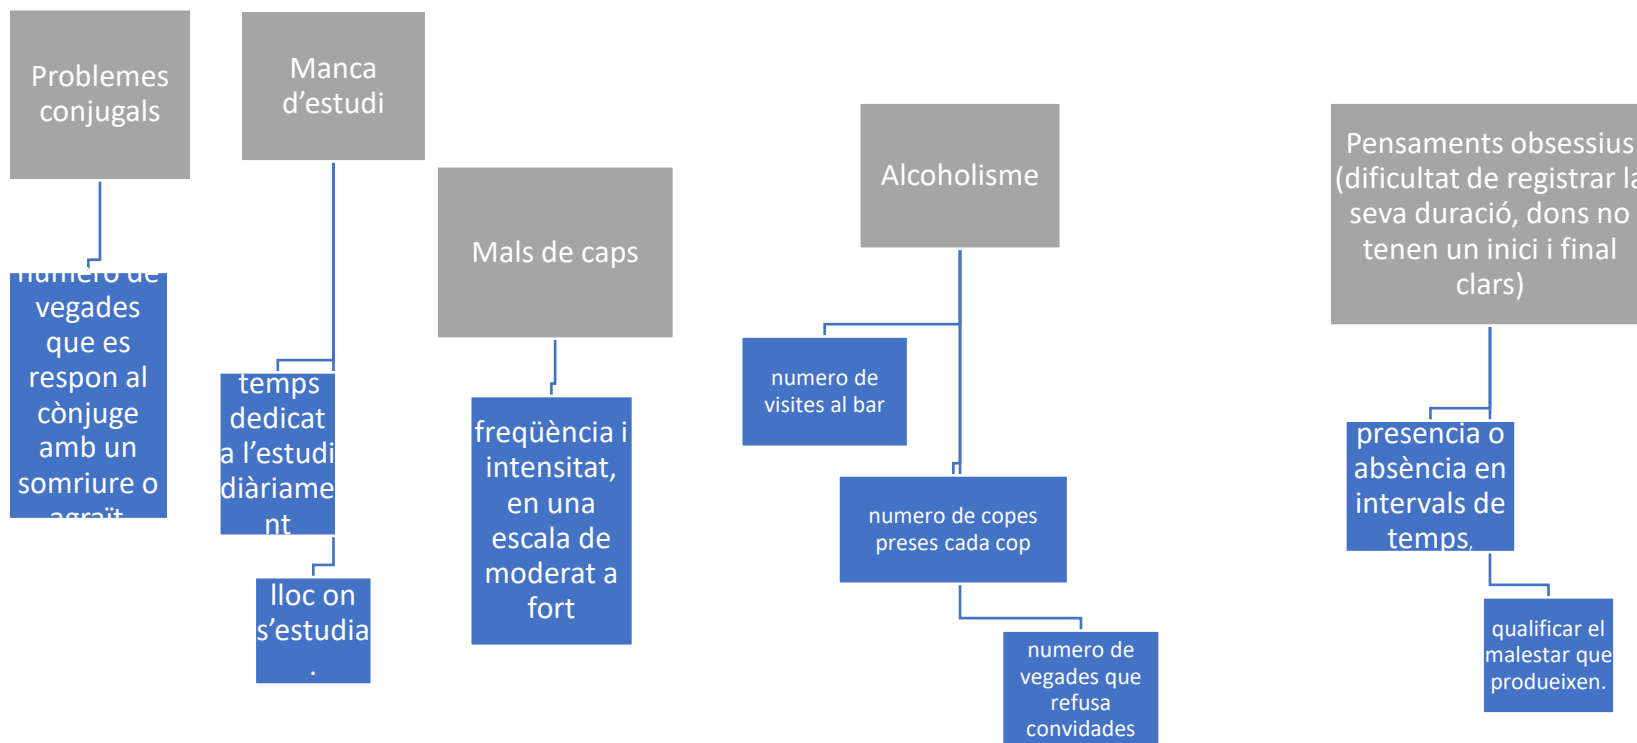 Problemes
conjugals
numero de
vegades
que es
respon al
cònjuge
amb un
somriure o
agraït
Manca
d'estudi
temps
dedicat
a l'estudi
diàriame
nt
lloc on
s'estudia
.
Mals de caps
freqüència i
intensitat,
en una
escala de
moderat a
fort
Alcoholisme
numero de
visites al bar
numero de copes
preses cada cop
numero de
vegades que
refusa
convidades
Pensaments obsessius
(dificultat de registrar la
seva duració, dons no
tenen un inici i final
clars)
presencia o
absència en
intervals de
temps,
qualificar el
malestar que
produeixen.